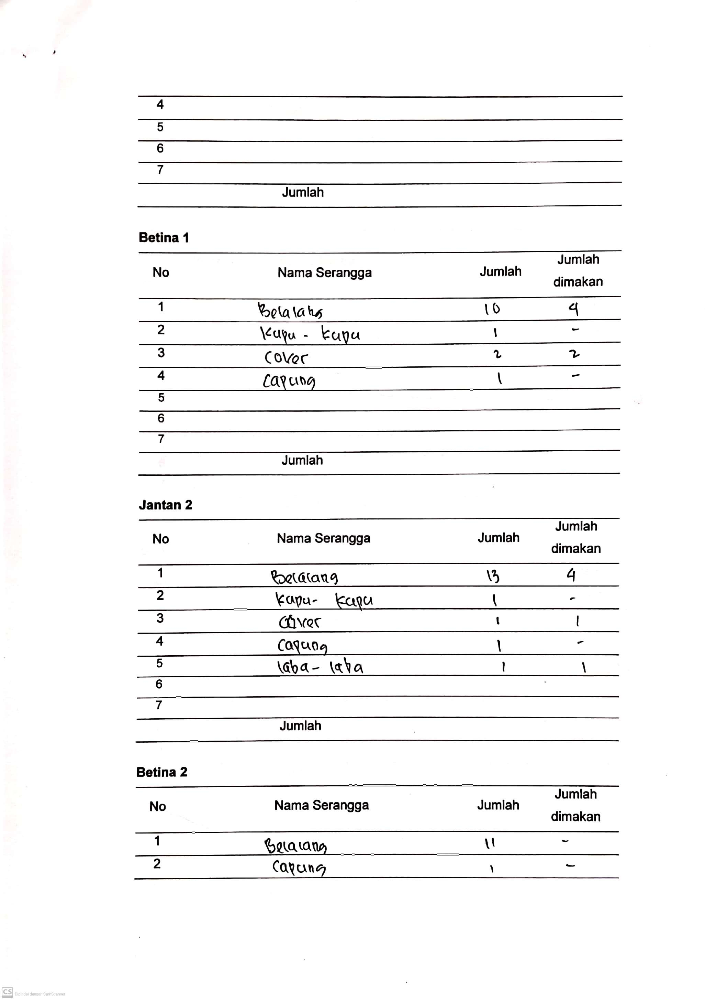 4
5
6
7
Jumlah
Betina 1
No Nama Serangga Jumlah Jumlah dimakan
1 Belalang 10 4
2 Kupu - kupu 1 -
3 Cover 2 2
4 Capung 1 -
5
6
7
Jumlah
Jantan 2
No Nama Serangga Jumlah Jumlah dimakan
1 Belalang 13 4
2 Kupu- kupu 1 -
3 Cover 1 1
4 Capung 1 -
5 laba - laba 1 1
6
7
Jumlah
Betina 2
No Nama Serangga Jumlah Jumlah dimakan
1 Belalang 11 -
2 Capung 1 -
CS Dipindai dengan CamScanner